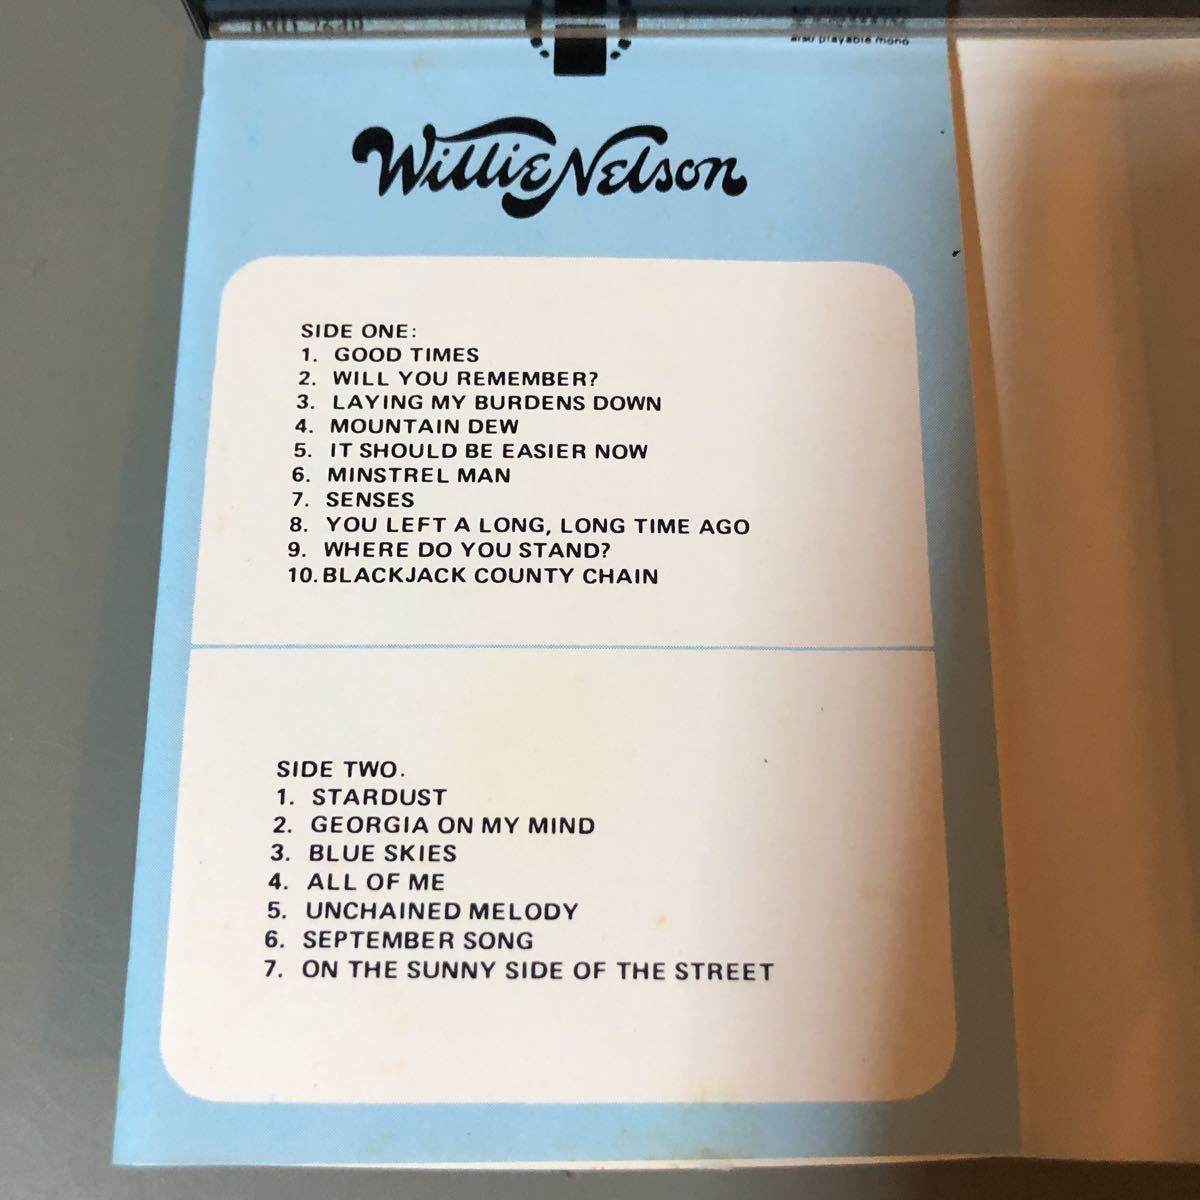 also playable mono
Willie Nelson
SIDE ONE:
1. GOOD TIMES
2. WILL YOU REMEMBER?
3. LAYING MY BURDENS DOWN
4. MOUNTAIN DEW
5. IT SHOULD BE EASIER NOW
6. MINSTREL MAN
7. SENSES
8. YOU LEFT A LONG, LONG TIME AGO
9. WHERE DO YOU STAND?
10. BLACKJACK COUNTY CHAIN
SIDE TWO.
1. STARDUST
2. GEORGIA ON MY MIND
3. BLUE SKIES
4. ALL OF ME
5. UNCHAINED MELODY
6. SEPTEMBER SONG
7. ON THE SUNNY SIDE OF THE STREET